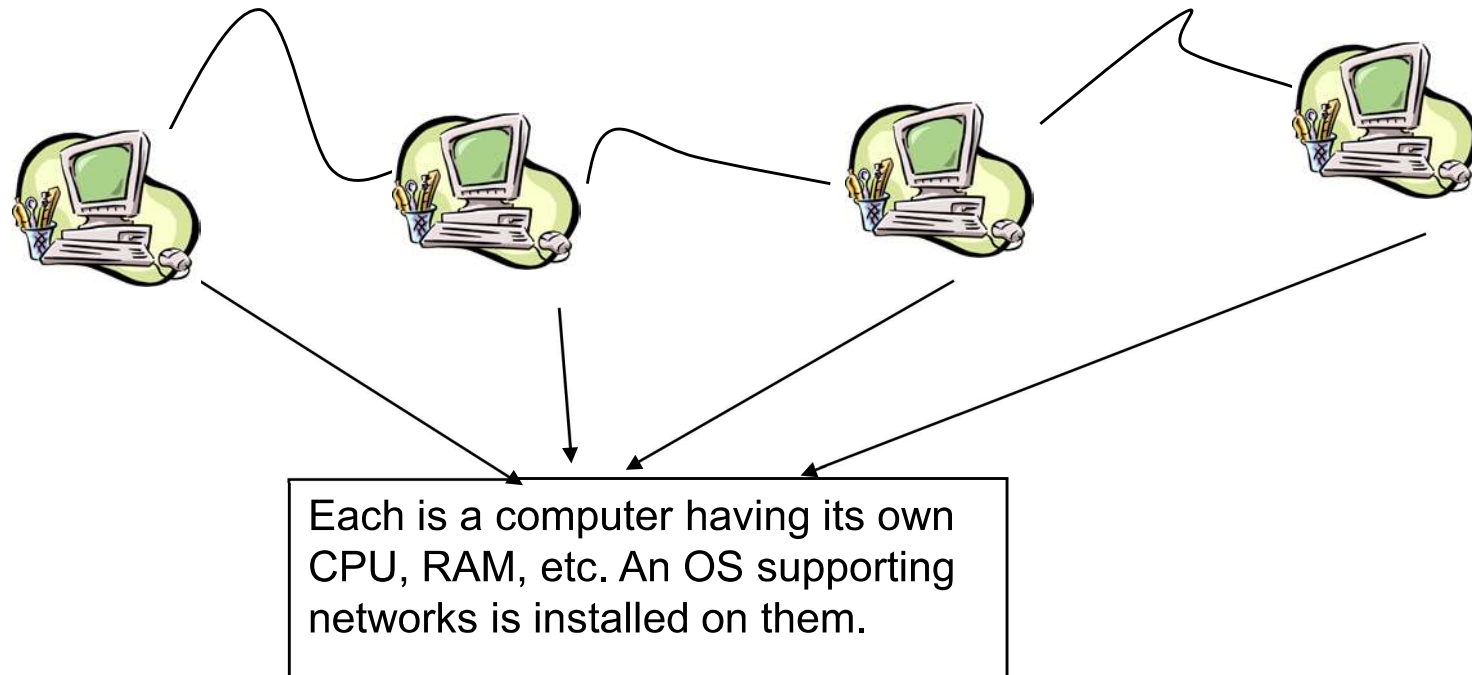 Each is a computer having its own
CPU, RAM, etc. An OS supporting
networks is installed on them.